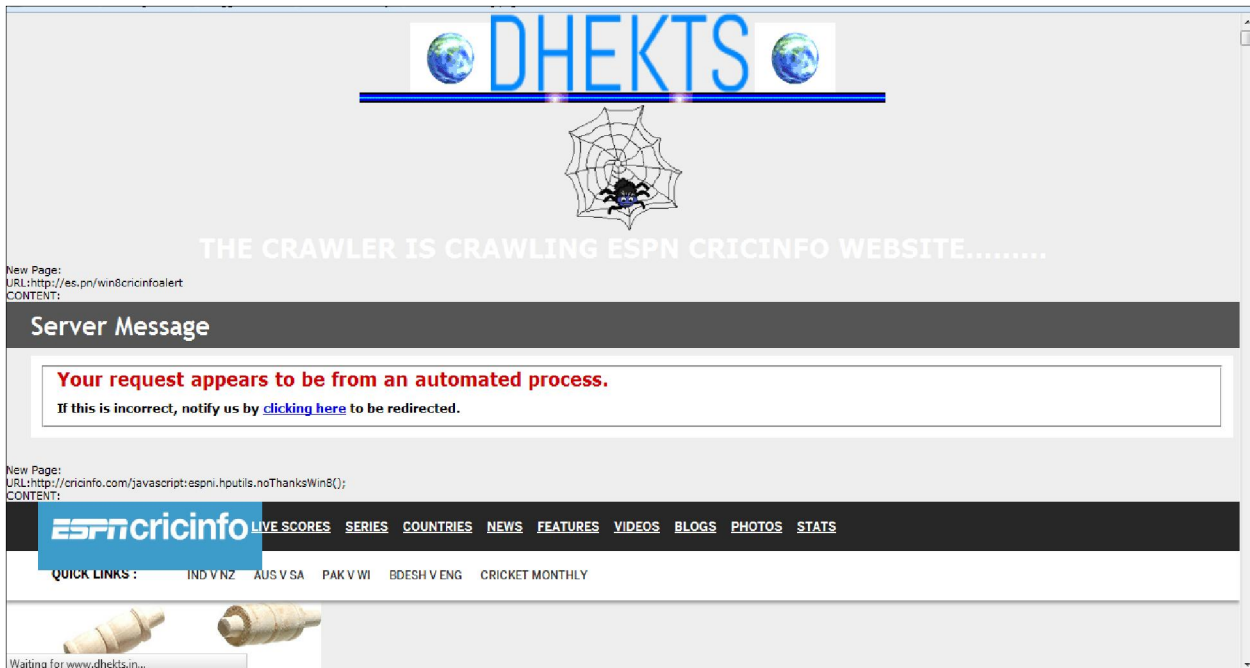 DHEKTS
THE CRAWLER IS CRAWLING ESPN CRICINFO WEBSITE.........
New Page:
URL:http://es.pn/win8cricinfoalert
CONTENT:
Server Message
Your request appears to be from an automated process.
If this is incorrect, notify us by clicking here to be redirected.
New Page:
URL:http://cricinfo.com/javascript:espni.hputils.noThanksWin8();
CONTENT:
ESPN cricinfo LIVE SCORES SERIES COUNTRIES NEWS FEATURES VIDEOS BLOGS PHOTOS STATS
QUICK LINKS : IND V NZ AUS V SA PAK V WI BDESH V ENG CRICKET MONTHLY
Waiting for www.dhekts.in...